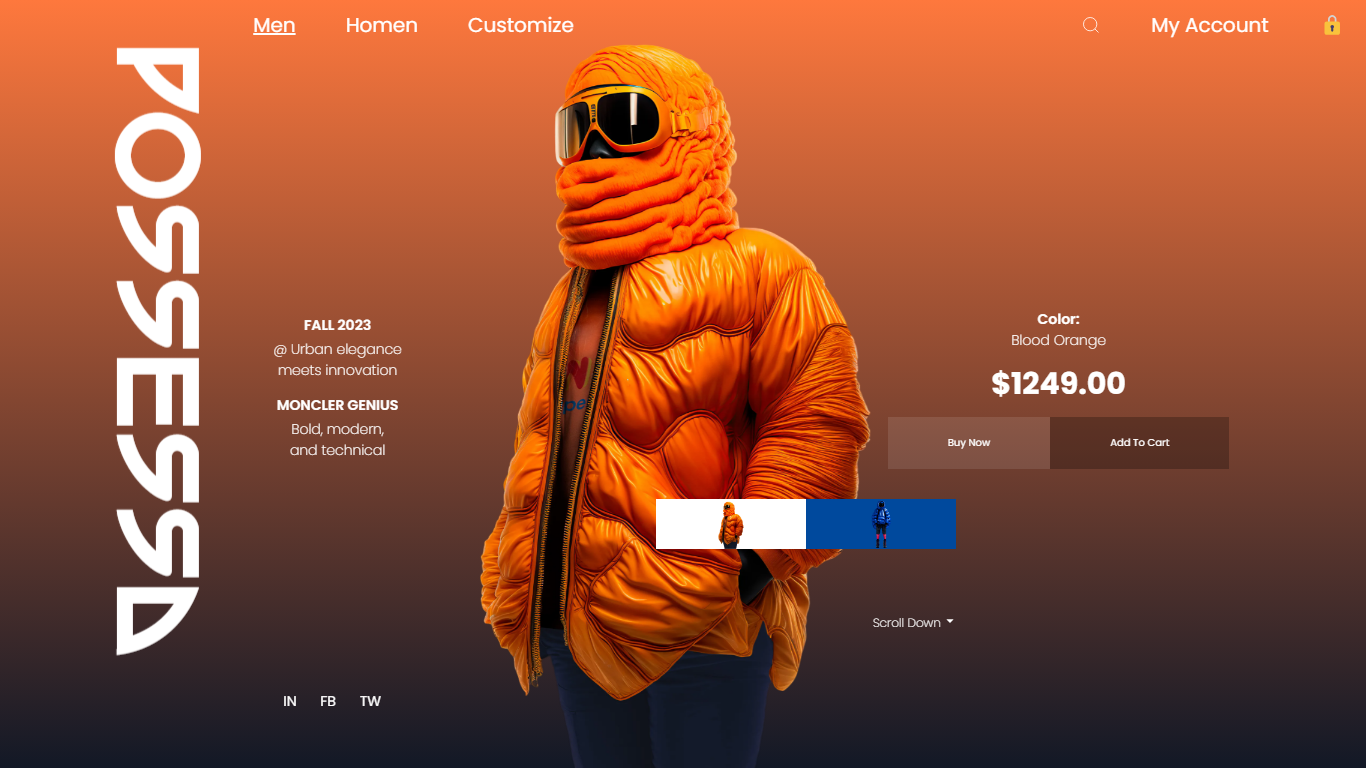 Men Homen Customize My Account
POSSESSD
FALL 2023
@ Urban elegance
meets innovation
MONCLER GENIUS
Bold, modern,
and technical
Color:
Blood Orange
$1249.00
Buy Now Add To Cart
Scroll Down
IN FB TW